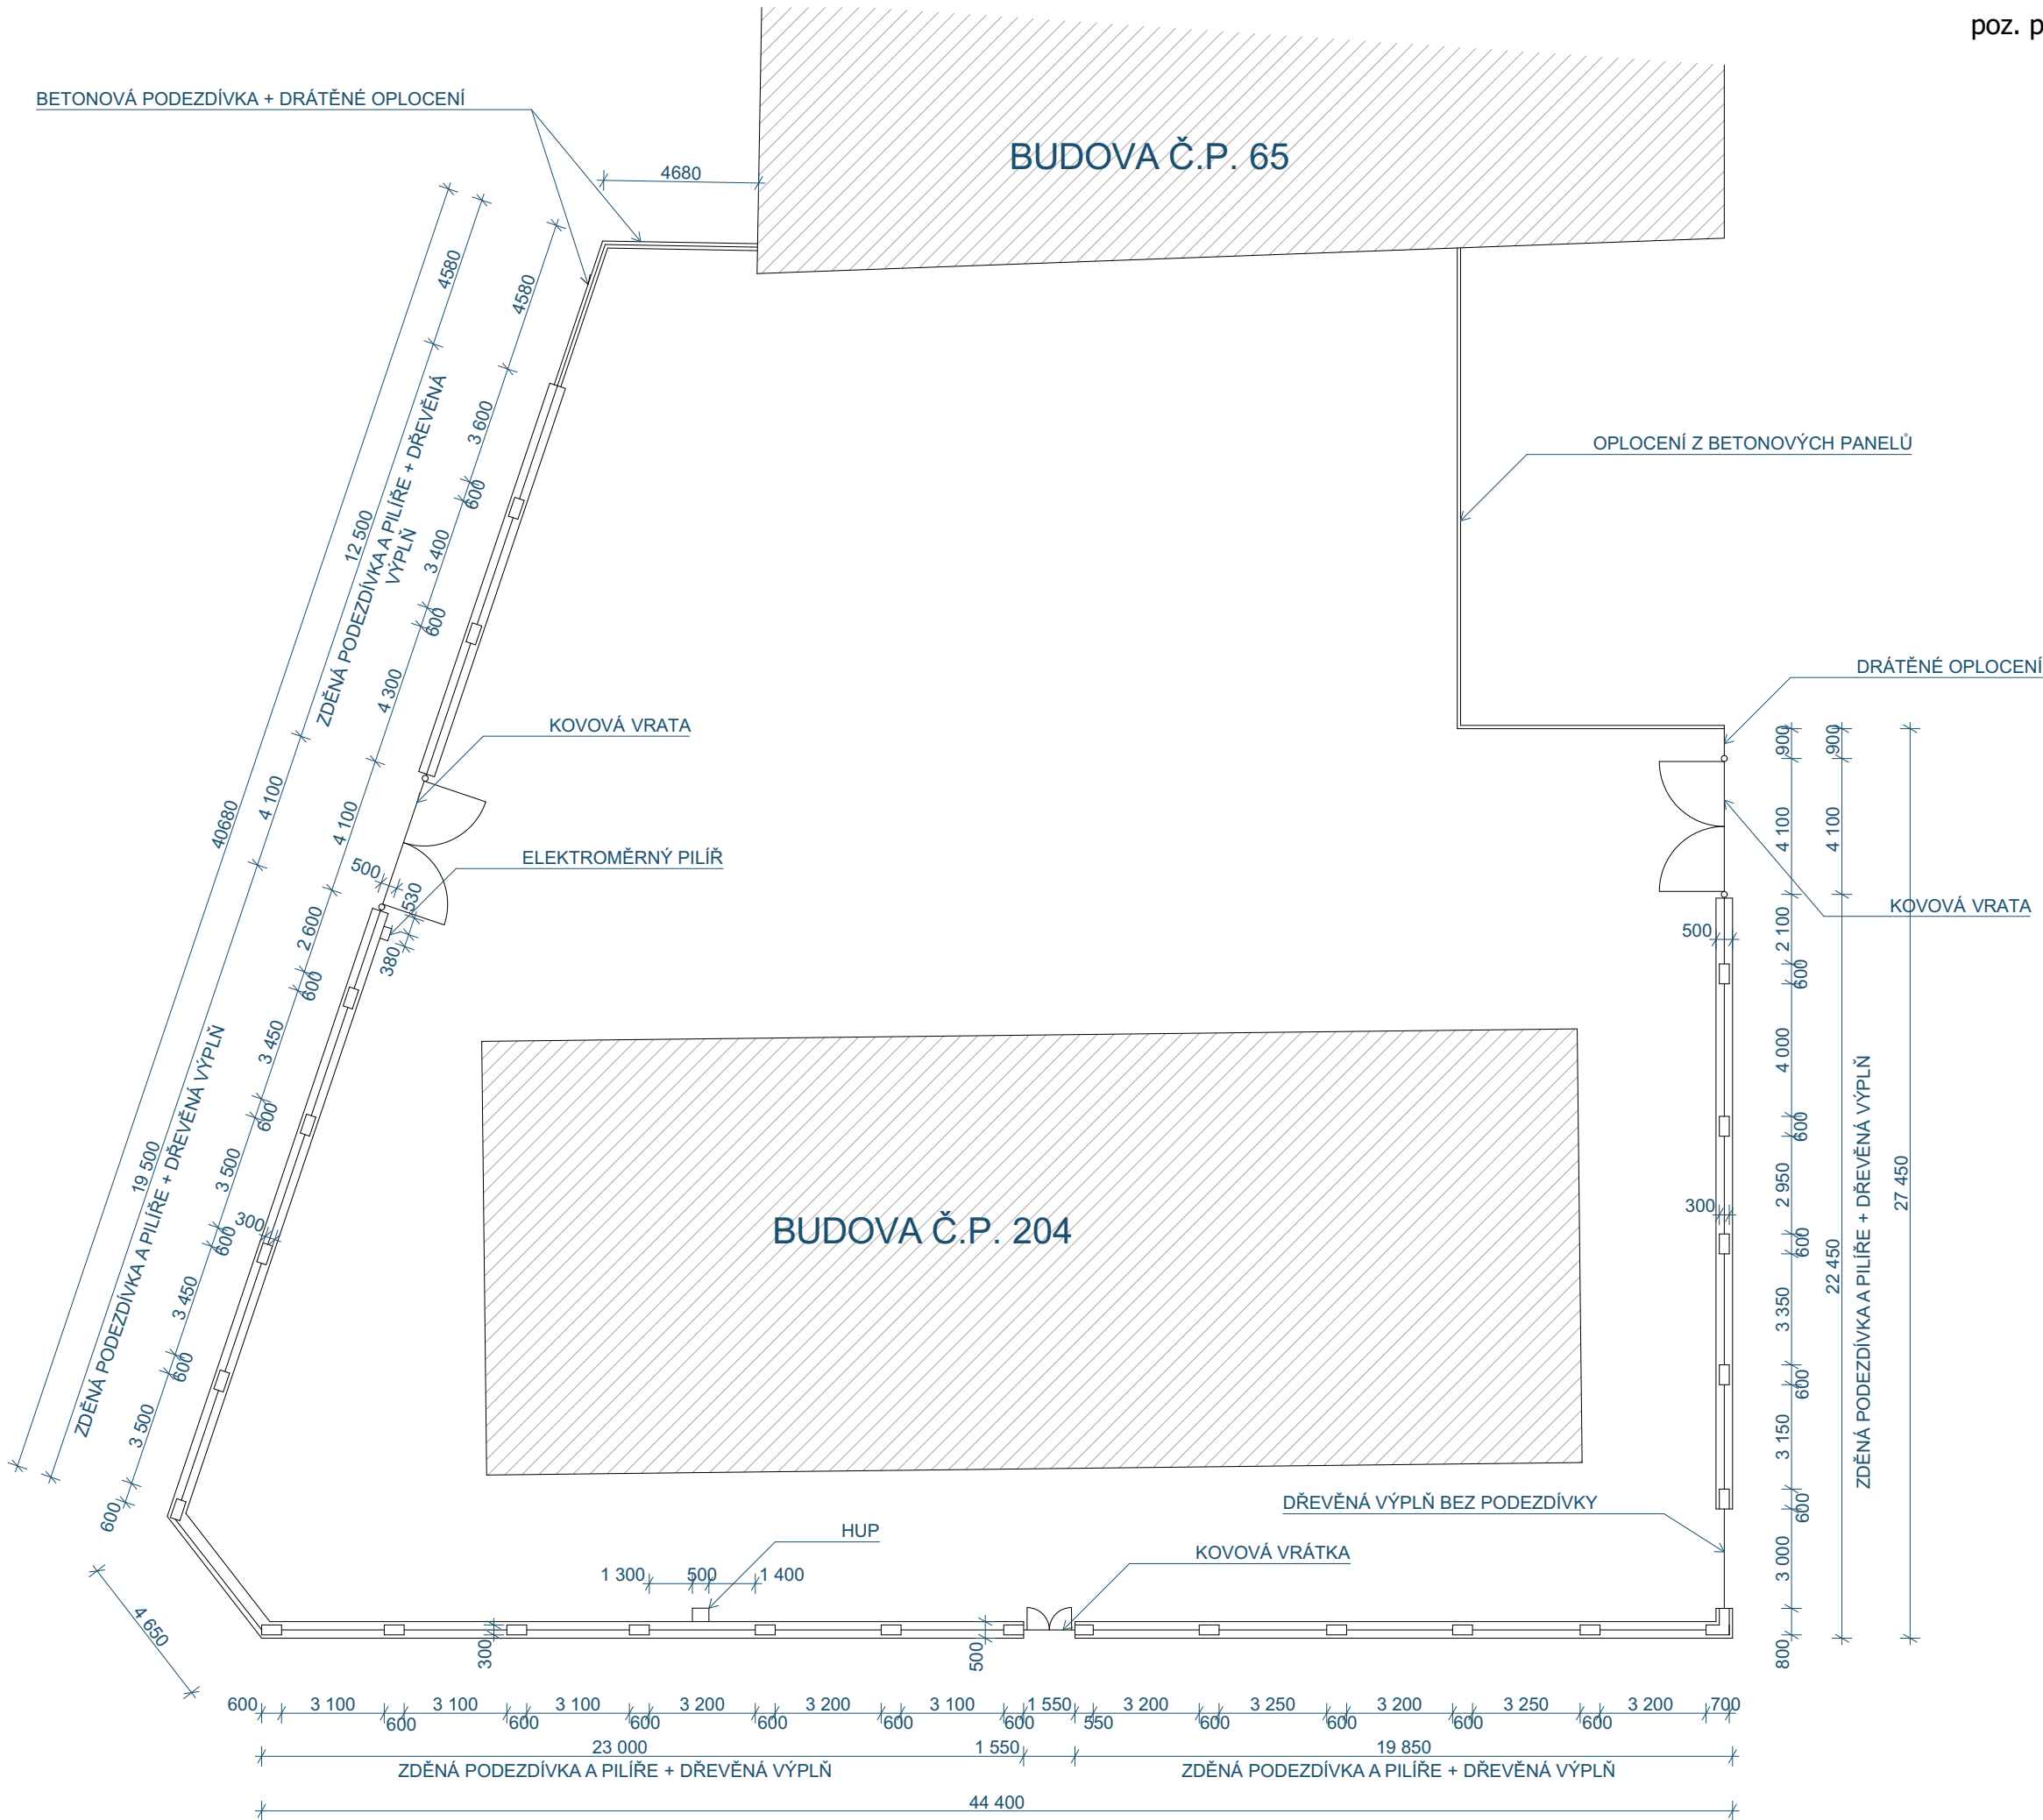 poz. p
BETONOVÁ PODEZDÍVKA + DRÁTĚNÉ OPLOCENÍ
BUDOVA Č.P. 65
4680
4580
4580
3 600
600
3 400
600
4 300
4 100
2 600
600
3 450
600
3 500
600
3 450
600
3 500
600
12 500
ZDĚNÁ PODEZDÍVKA A PILÍŘE + DŘEVĚNÁ
VÝPLŇ
4 100
40680
19 500
ZDĚNÁ PODEZDÍVKA A PILÍŘE + DŘEVĚNÁ VÝPLŇ
4 650
OPLOCENÍ Z BETONOVÝCH PANELŮ
DRÁTĚNÉ OPLOCENÍ
KOVOVÁ VRATA
ELEKTROMĚRNÝ PILÍŘ
500
530
380
300
KOVOVÁ VRATA
500
300
900
4 100
2 100
600
4 000
600
2 950
600
3 350
600
3 150
600
3 000
800
900
4 100
22 450
ZDĚNÁ PODEZDÍVKA A PILÍŘE + DŘEVĚNÁ VÝPLŇ
27 450
BUDOVA Č.P. 204
DŘEVĚNÁ VÝPLŇ BEZ PODEZDÍVKY
HUP
KOVOVÁ VRÁTKA
1 300 500 1 400
300
500
600 3 100 3 100 3 100 3 200 3 200 3 100 1 550 3 200 3 250 3 200 3 250 3 200 700
600 600 600 600 600 600 550 600 600 600 600
23 000 1 550 19 850
ZDĚNÁ PODEZDÍVKA A PILÍŘE + DŘEVĚNÁ VÝPLŇ ZDĚNÁ PODEZDÍVKA A PILÍŘE + DŘEVĚNÁ VÝPLŇ
44 400